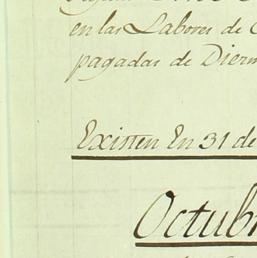 en las Labores de
pagadas de
Existen En 31 de
Octubr